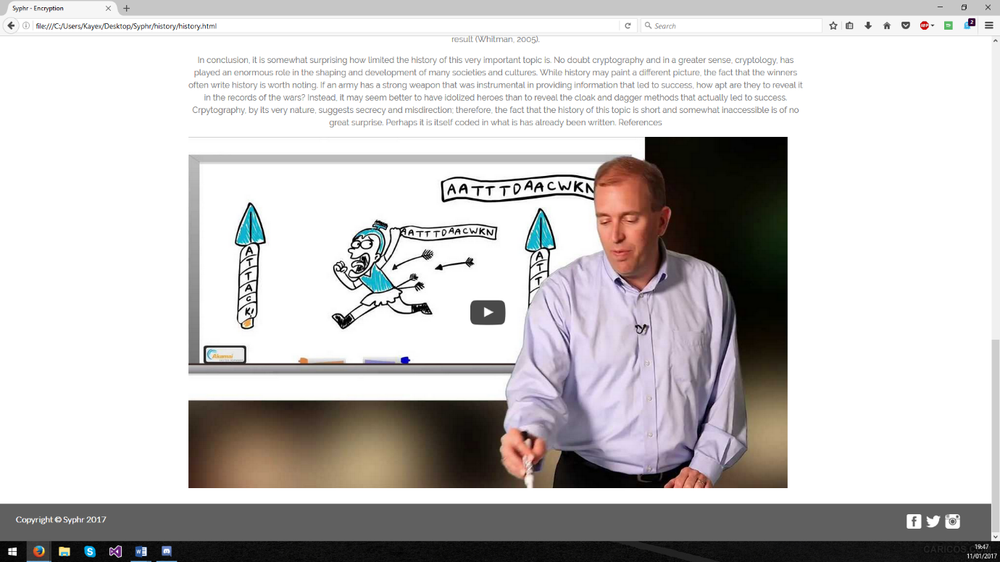 Syphr - Encryption
file:///C:/Users/Kayex/Desktop/Syphr/history/history.html
Search
ABP
2
result (Whitman, 2005).
In conclusion, it is somewhat surprising how limited the history of this very important topic is. No doubt cryptography and in a greater sense, cryptology, has
played an enormous role in the shaping and development of many societies and cultures. While history may paint a different picture, the fact that the winners
often write history is worth noting. If an army has a strong weapon that was instrumental in providing information that led to success, how apt are they to reveal it
in the records of the wars? Instead, it may seem better to have idolized heroes than to reveal the cloak and dagger methods that actually led to success.
Crpytography, by its very nature, suggests secrecy and misdirection; therefore, the fact that the history of this topic is short and somewhat inaccessible is of no
great surprise. Perhaps it is itself coded in what is has already been written. References
AATTTDAACWKN
AATTTDAACWKN
ATTACK!
ATT
Akamai
Copyright © Syphr 2017
19:47
11/01/2017